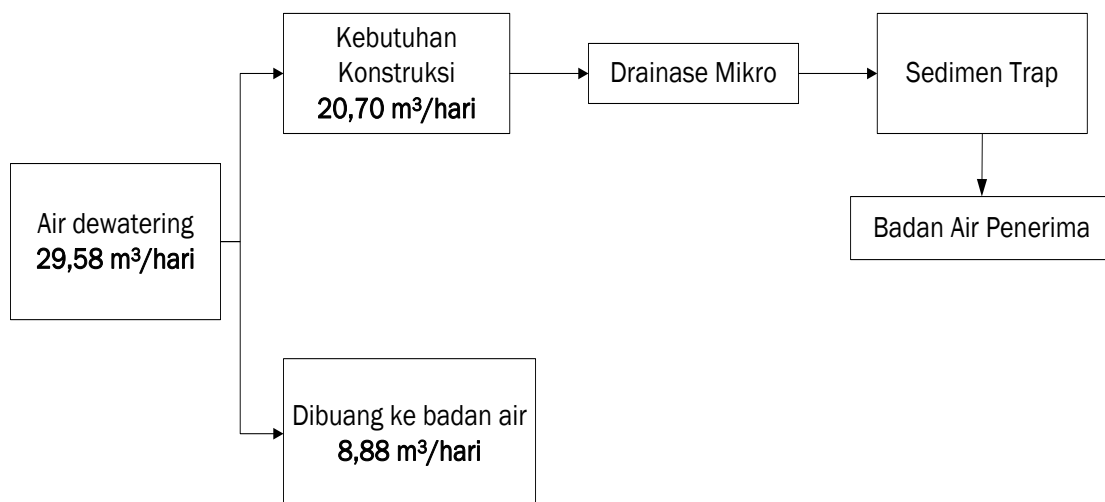 Kebutuhan
Konstruksi
20,70 m³/hari
Drainase Mikro
Sedimen Trap
Air dewatering
29,58 m³/hari
Badan Air Penerima
Dibuang ke badan air
8,88 m³/hari